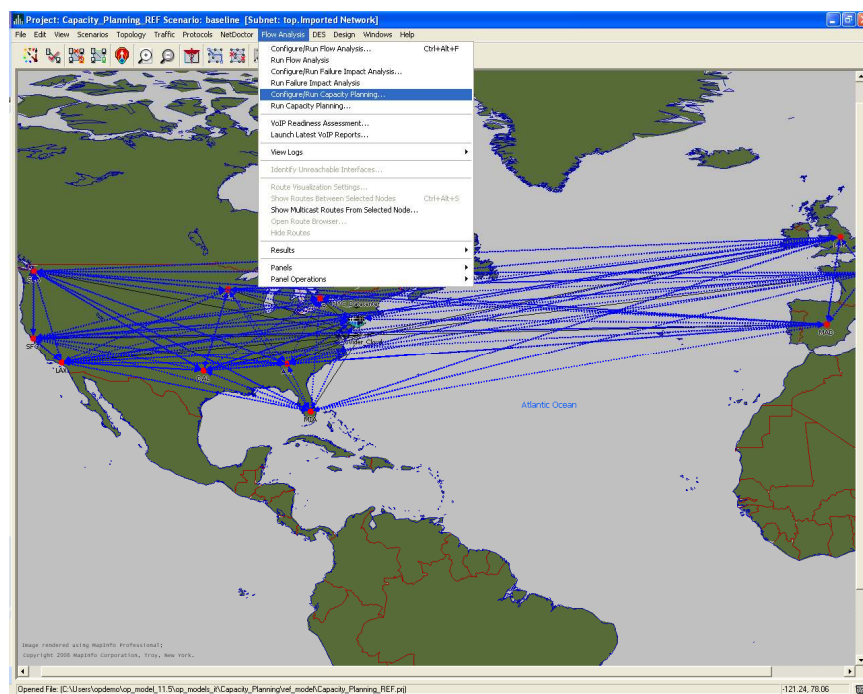 Project: Capacity_Planning_REF Scenario: baseline [Subnet: top.Imported Network]
File Edit View Scenarios Topology Traffic Protocols NetDoctor Flow Analysis DES Design Windows Help
Configure/Run Flow Analysis... Ctrl+Alt+F
Run Flow Analysis
Configure/Run Failure Impact Analysis...
Run Failure Impact Analysis
Configure/Run Capacity Planning...
Run Capacity Planning...
VoIP Readiness Assessment...
Launch Latest VoIP Reports...
View Logs
Identify Unreachable Interfaces...
Route Visualization Settings...
Show Routes Between Selected Nodes Ctrl+Alt+S
Show Multicast Routes From Selected Node...
Open Route Browser...
Hide Routes
Results
Panels
Panel Operations
SFO
LAX
MAD
MIA
Atlantic Ocean
Image rendered using MapInfo Professional;
Copyright 2008 MapInfo Corporation, Troy, New York.
Opened File: [C:\Users\opdemo\op_model_11.5\op_models_it\Capacity_Planning\ref_model\Capacity_Planning_REF.prj]
-121.24, 78.06